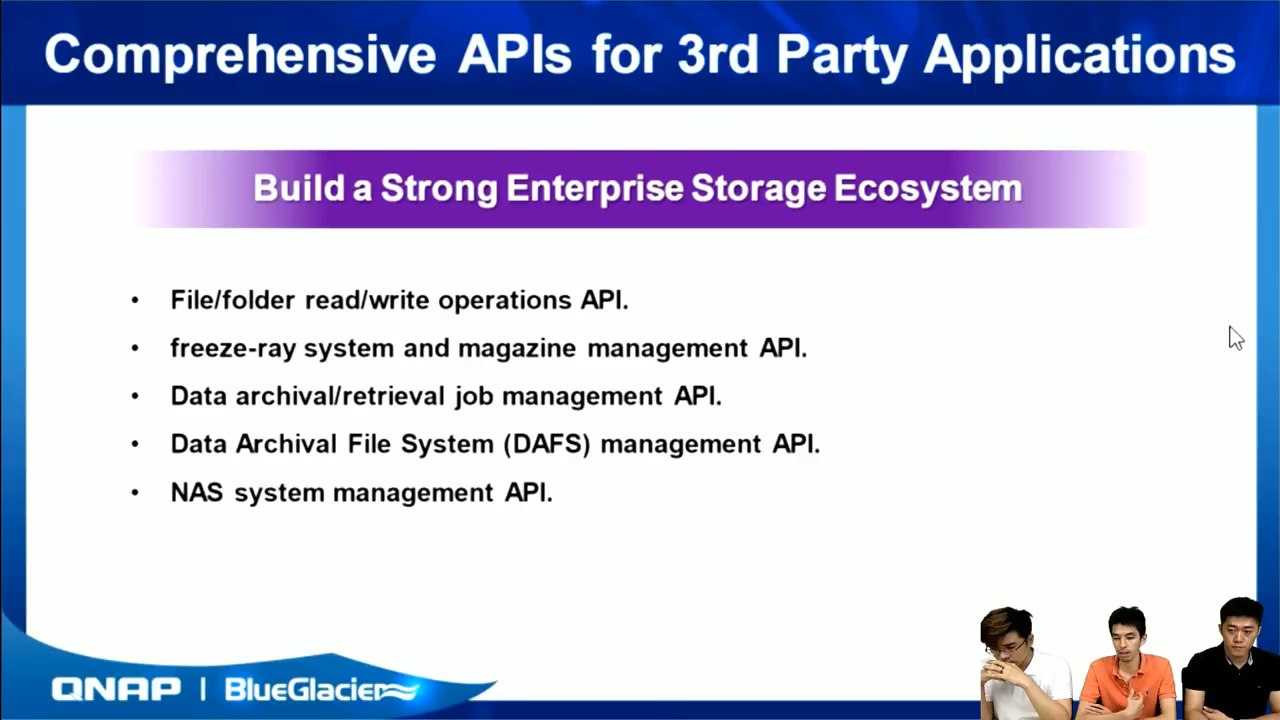 Comprehensive APIs for 3rd Party Applications
Build a Strong Enterprise Storage Ecosystem
• File/folder read/write operations API.
• freeze-ray system and magazine management API.
• Data archival/retrieval job management API.
• Data Archival File System (DAFS) management API.
• NAS system management API.
QNAP | BlueGlacier